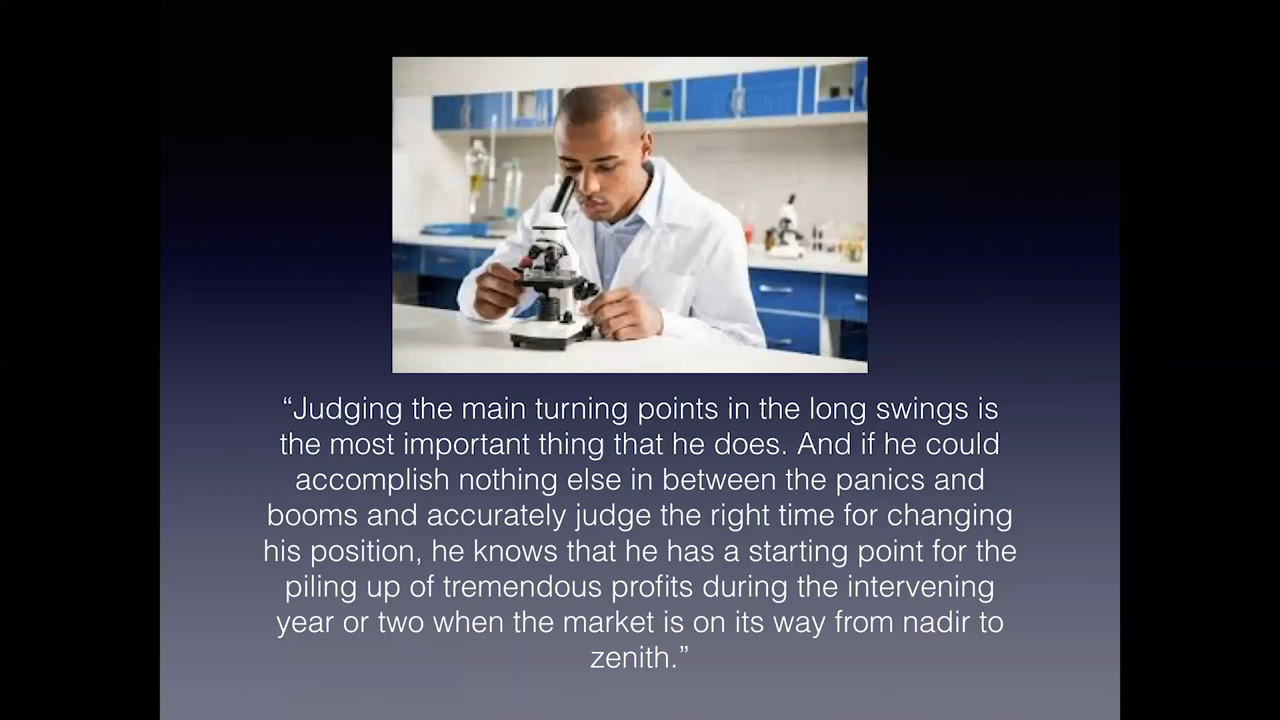 “Judging the main turning points in the long swings is
the most important thing that he does. And if he could
accomplish nothing else in between the panics and
booms and accurately judge the right time for changing
his position, he knows that he has a starting point for the
piling up of tremendous profits during the intervening
year or two when the market is on its way from nadir to
zenith.”